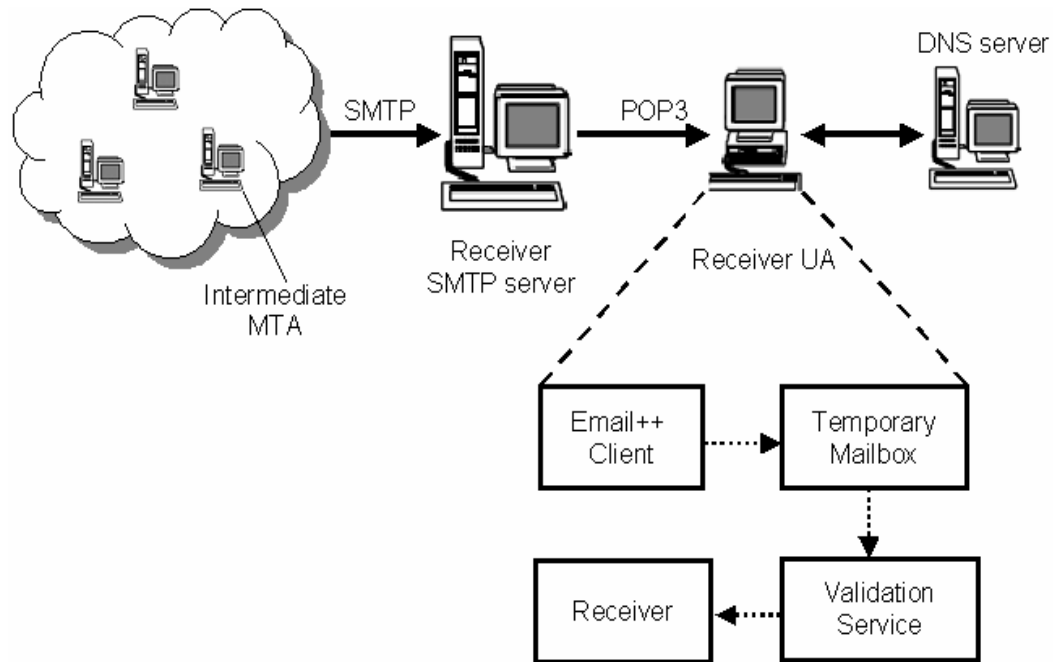 DNS server
SMTP
POP3
Receiver
SMTP server
Receiver UA
Intermediate
MTA
Email++
Client
Temporary
Mailbox
Receiver
Validation
Service